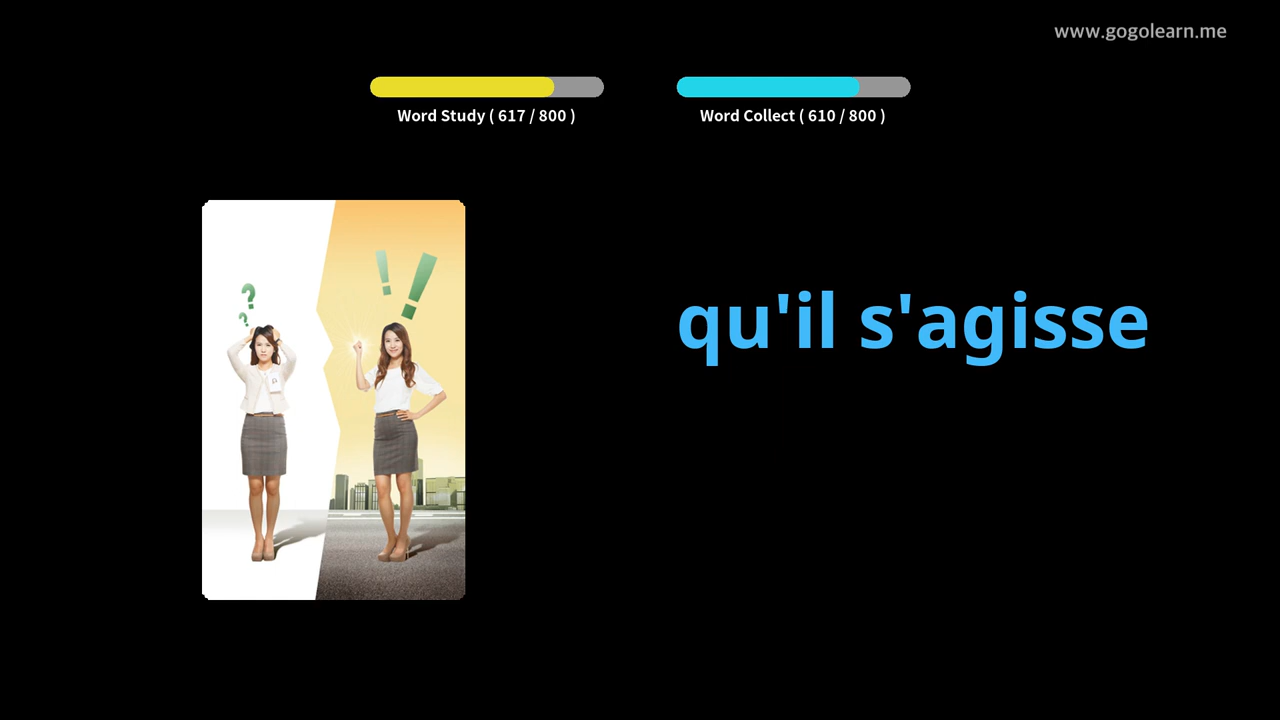 www.gogolearn.me
Word Study ( 617 / 800 )
Word Collect ( 610 / 800 )
? ?
! !
qu'il s'agisse